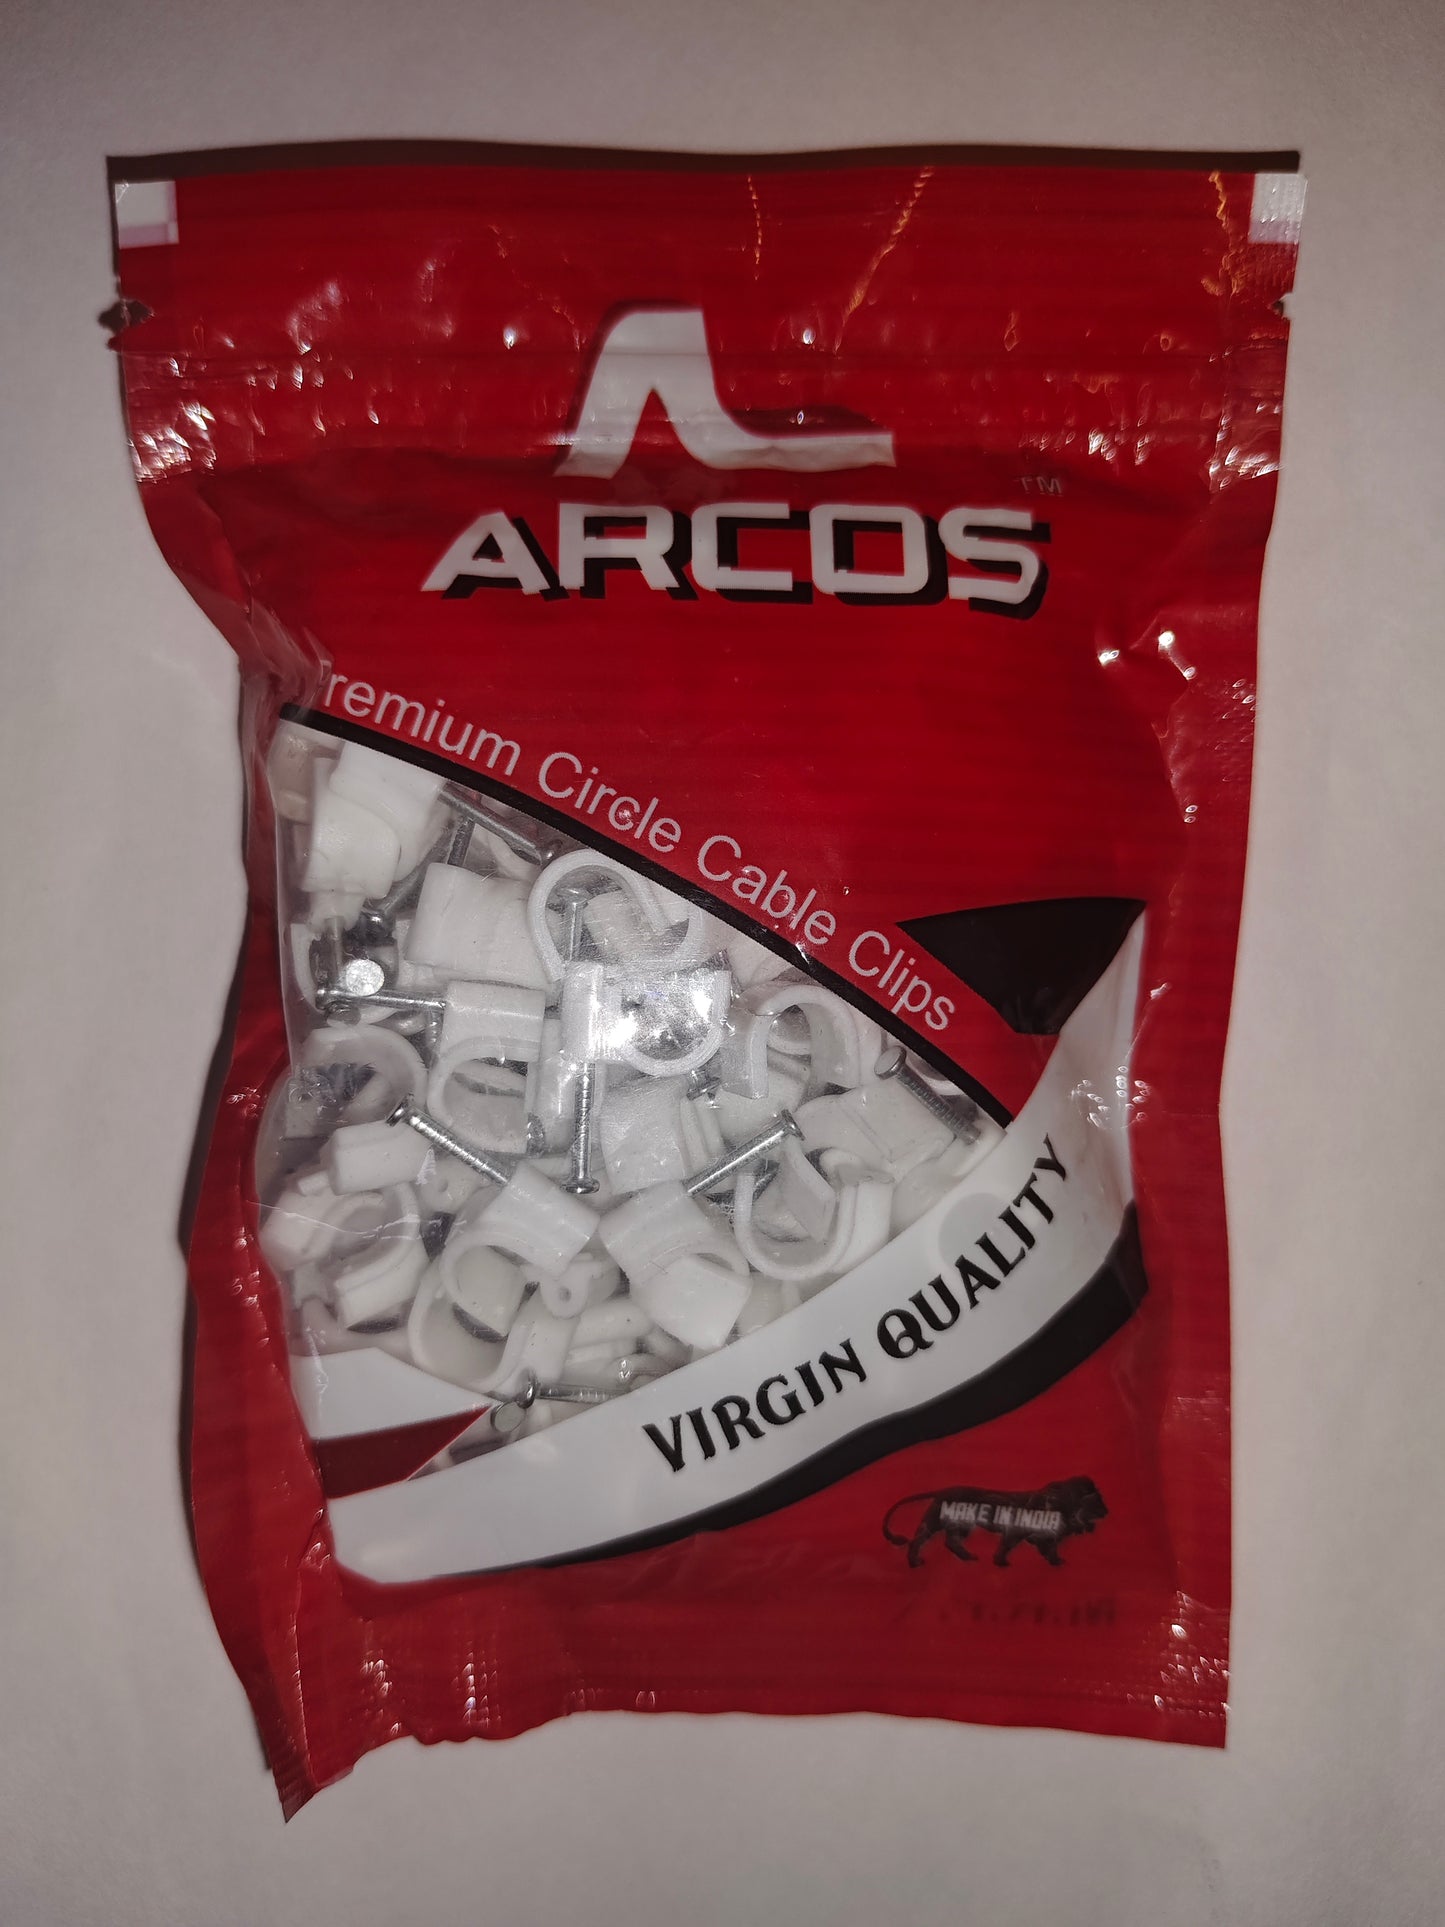 ARCOS
TM
Premium Circle Cable Clips
VIRGIN QUALITY
MAKE IN INDIA